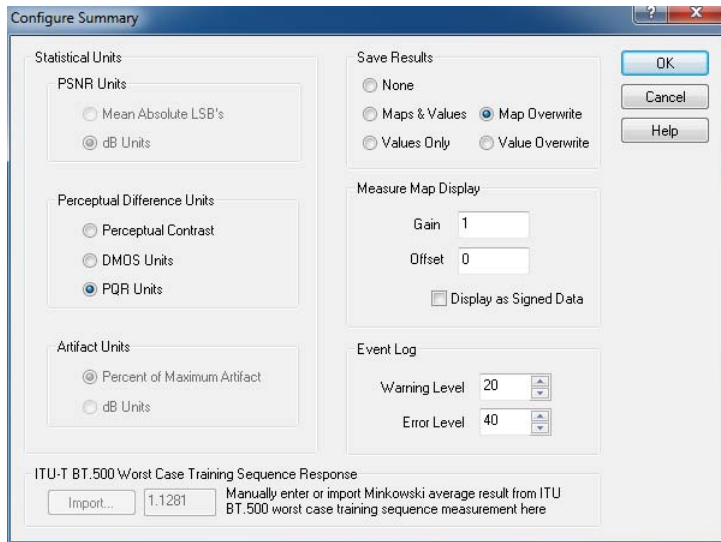 Configure Summary
?
Statistical Units
PSNR Units
Mean Absolute LSB's
dB Units
Perceptual Difference Units
Perceptual Contrast
DMOS Units
PQR Units
Artifact Units
Percent of Maximum Artifact
dB Units
Save Results
None
Maps & Values
Map Overwrite
Values Only
Value Overwrite
Measure Map Display
Gain 1
Offset 0
Display as Signed Data
Event Log
Warning Level 20
Error Level 40
OK
Cancel
Help
ITU-T BT.500 Worst Case Training Sequence Response
Import... 1.1281
Manually enter or import Minkowski average result from ITU
BT.500 worst case training sequence measurement here